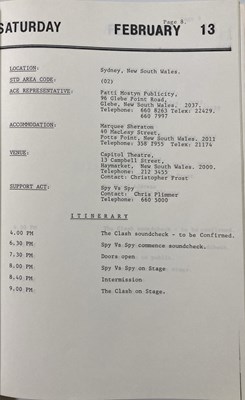 Page 8.
SATURDAY FEBRUARY 13
LOCATION: Sydney, New South Wales.
STD AREA CODE: (02)
ACE REPRESENTATIVE: Patti Mostyn Publicity,
96 Glebe Point Road,
Glebe, New South Wales. 2037.
Telephone: 660 8265 Telex: 22429.
660 7997
ACCOMMODATION: Marquee Sheraton
40 Macleay Street,
Potts Point, New South Wales. 2011
Telephone: 358 1955 Telex: 21174
VENUE: Capitol Theatre,
13 Campbell Street,
Haymarket, New South Wales. 2000.
Telephone: 212 3455
Contact: Christopher Frost
SUPPORT ACT: Spy Vs Spy
Contact: Chris Plimmer
Telephone: 660 5000
ITINERARY
4.00 PM The Clash soundcheck - to be Confirmed.
6.30 PM Spy Vs Spy commence soundcheck.
7.30 PM Doors open
8.00 PM Spy Vs Spy on Stage
8.40 PM Intermission
9.00 PM The Clash on Stage.